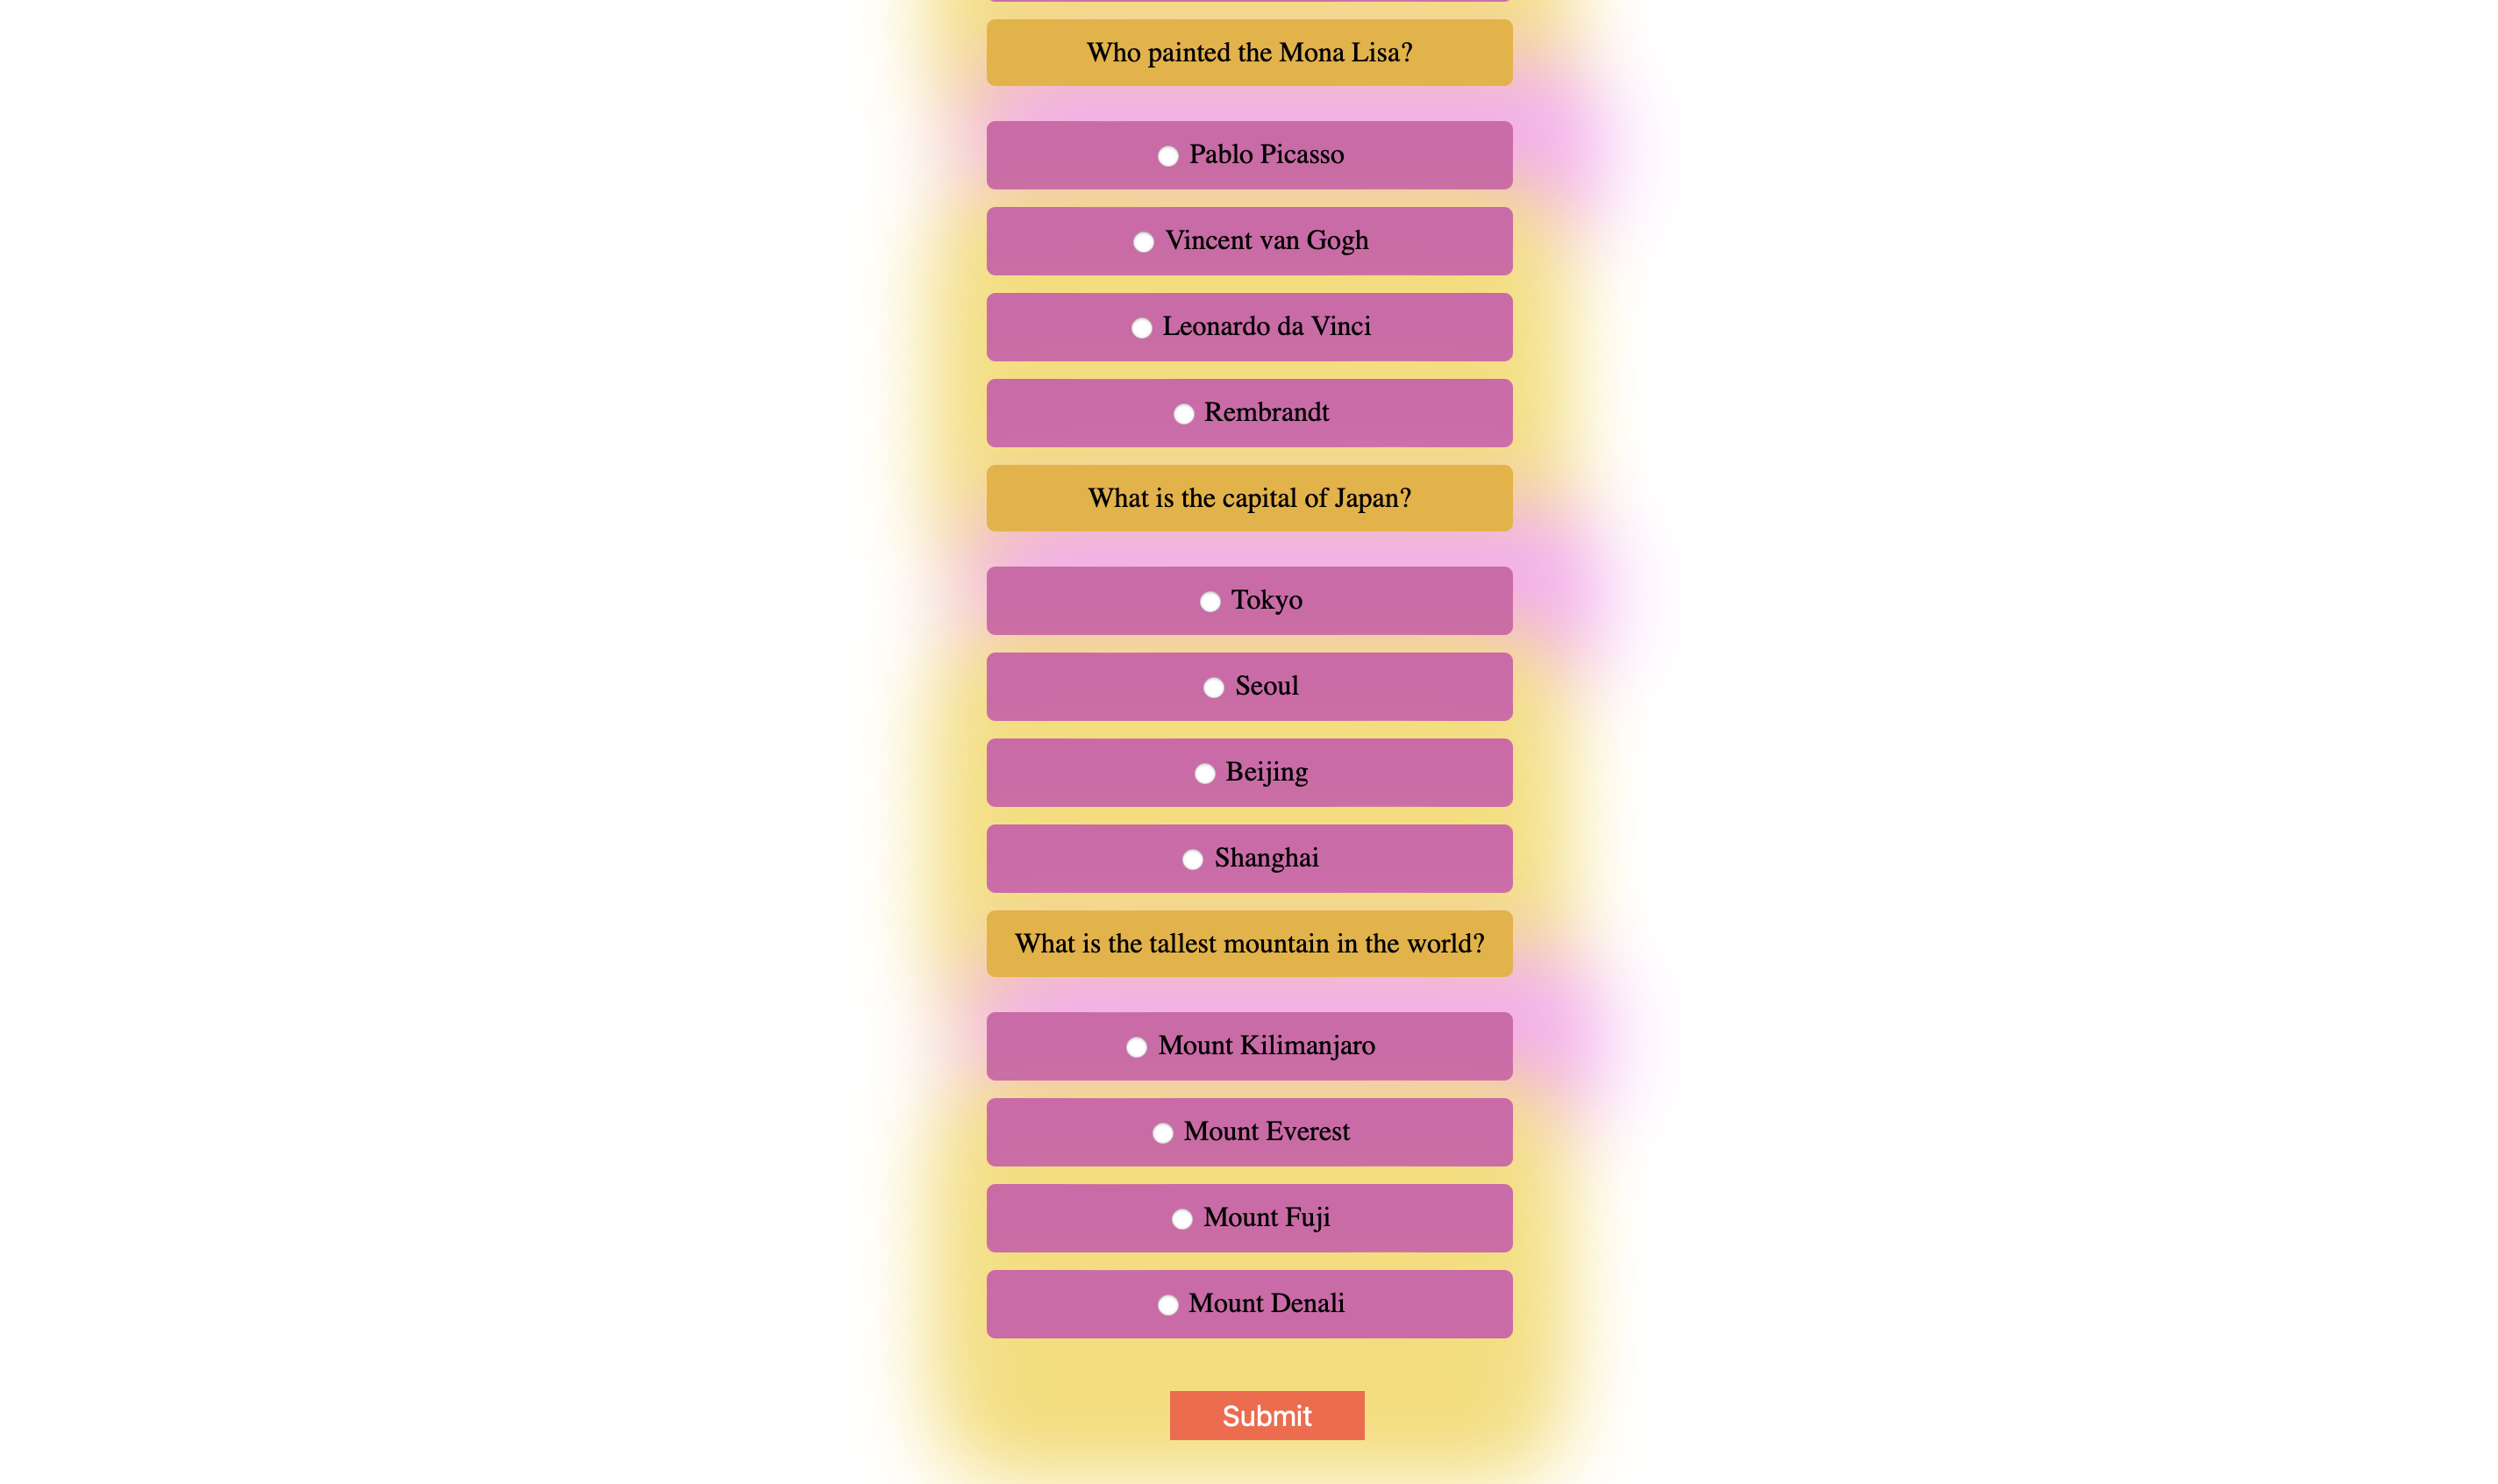 Who painted the Mona Lisa?
Pablo Picasso
Vincent van Gogh
Leonardo da Vinci
Rembrandt
What is the capital of Japan?
Tokyo
Seoul
Beijing
Shanghai
What is the tallest mountain in the world?
Mount Kilimanjaro
Mount Everest
Mount Fuji
Mount Denali
Submit